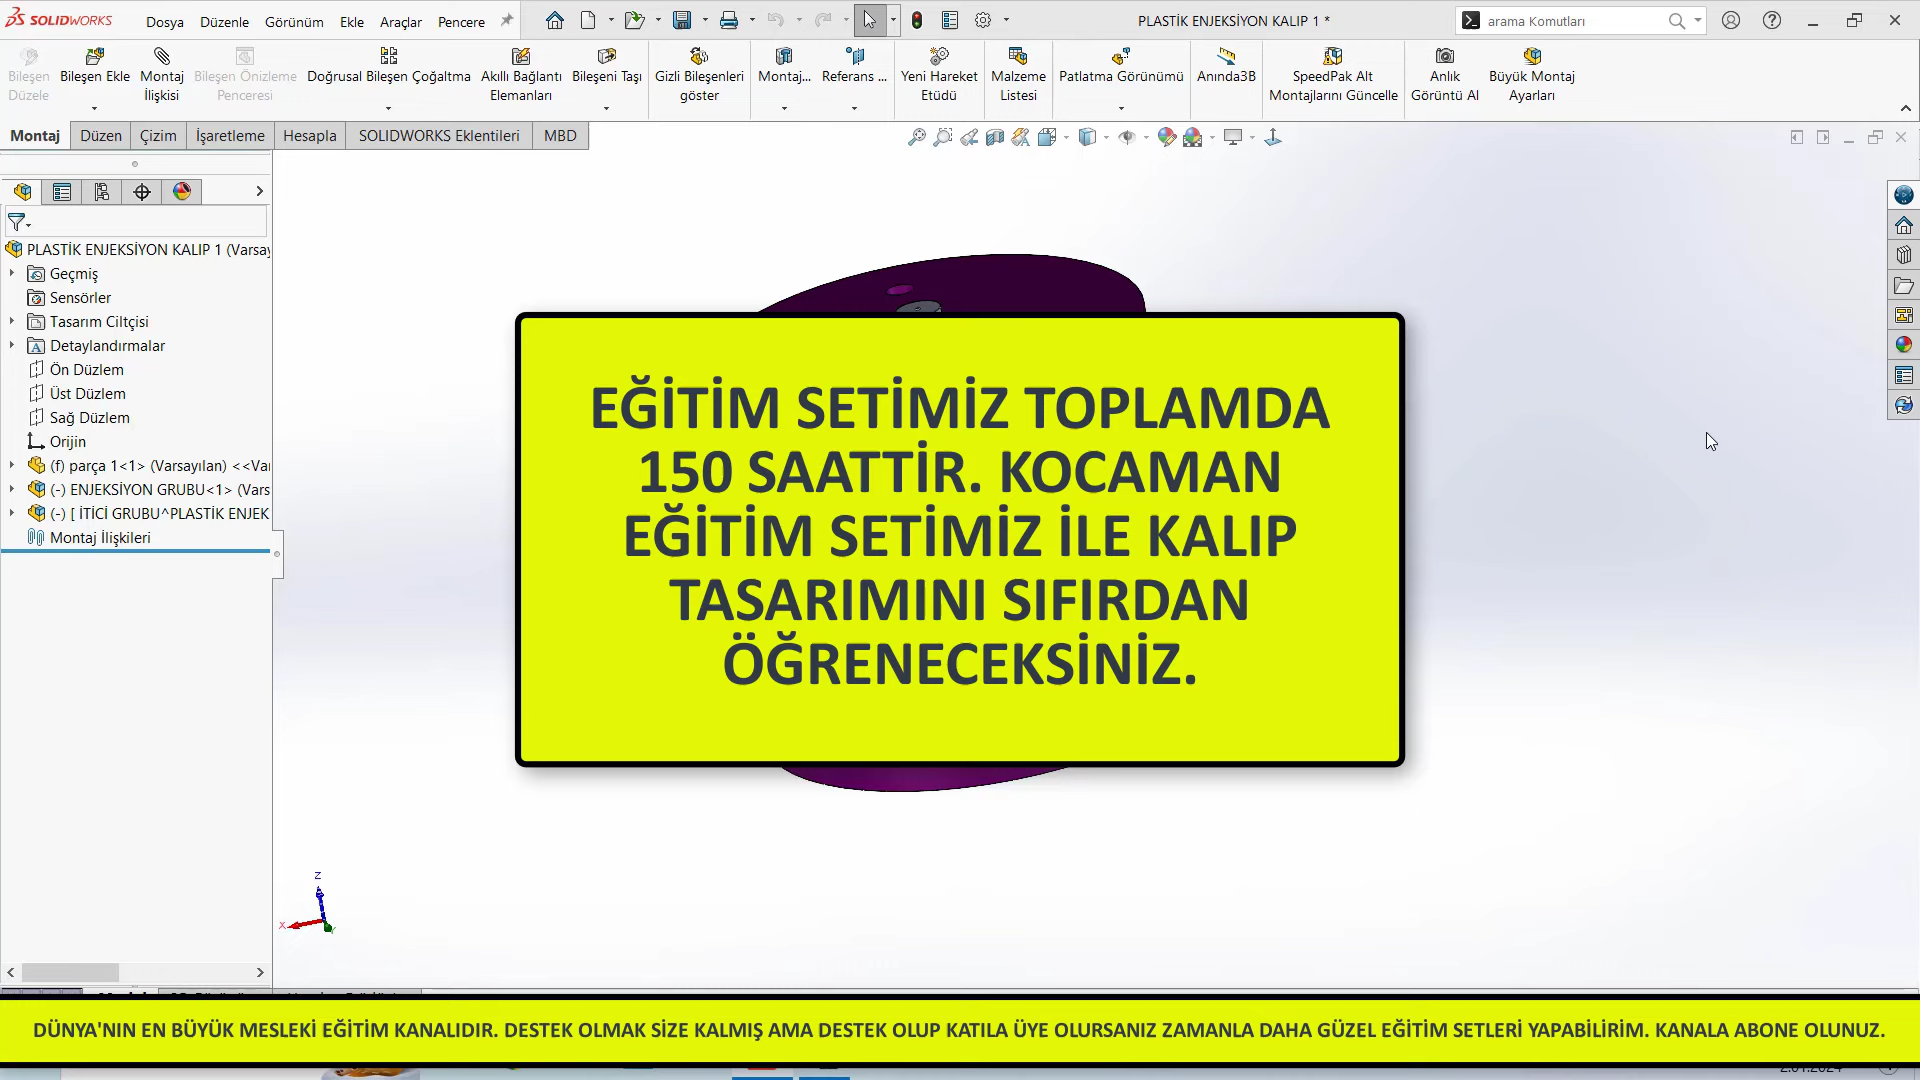 SOLIDWORKS
Dosya Düzenle Görünüm Ekle Araçlar Pencere
PLASTİK ENJEKSİYON KALIP 1 *
arama Komutları
Bileşen Düzele
Bileşen Ekle
Montaj İlişkisi
Bileşen Önizleme Penceresi
Doğrusal Bileşen Çoğaltma
Akıllı Bağlantı Elemanları
Bileşeni Taşı
Gizli Bileşenleri göster
Montaj...
Referans ...
Yeni Hareket Etüdü
Malzeme Listesi
Patlatma Görünümü
Anında3B
SpeedPak Alt Montajlarını Güncelle
Anlık Görüntü Al
Büyük Montaj Ayarları
Montaj Düzen Çizim İşaretleme Hesapla SOLIDWORKS Eklentileri MBD
PLASTİK ENJEKSİYON KALIP 1 (Varsay
Geçmiş
Sensörler
Tasarım Ciltçisi
Detaylandırmalar
Ön Düzlem
Üst Düzlem
Sağ Düzlem
Orijin
(f) parça 1<1> (Varsayılan) <<Var
(-) ENJEKSİYON GRUBU<1> (Vars
(-) [ İTİCİ GRUBU^PLASTİK ENJEK
Montaj İlişkileri
EĞİTİM SETİMİZ TOPLAMDA
150 SAATTİR. KOCAMAN
EĞİTİM SETİMİZ İLE KALIP
TASARIMINI SIFIRDAN
ÖĞRENECEKSİNİZ.
Z
X
DÜNYA'NIN EN BÜYÜK MESLEKİ EĞİTİM KANALIDIR. DESTEK OLMAK SİZE KALMIŞ AMA DESTEK OLUP KATILA ÜYE OLURSANIZ ZAMANLA DAHA GÜZEL EĞİTİM SETLERİ YAPABİLİRİM. KANALA ABONE OLUNUZ.